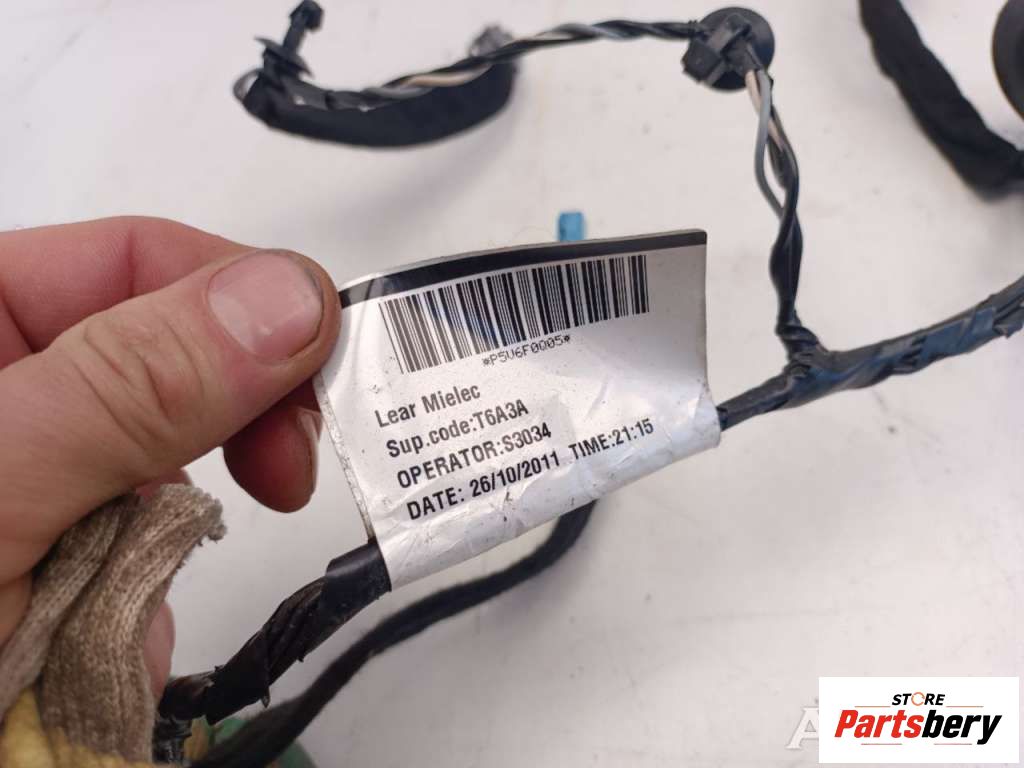 *P5U6F0005*
Lear Mielec
Sup.code:T6A3A
OPERATOR:S3034
DATE: 26/10/2011 TIME:21:15
STORE
Partsbery